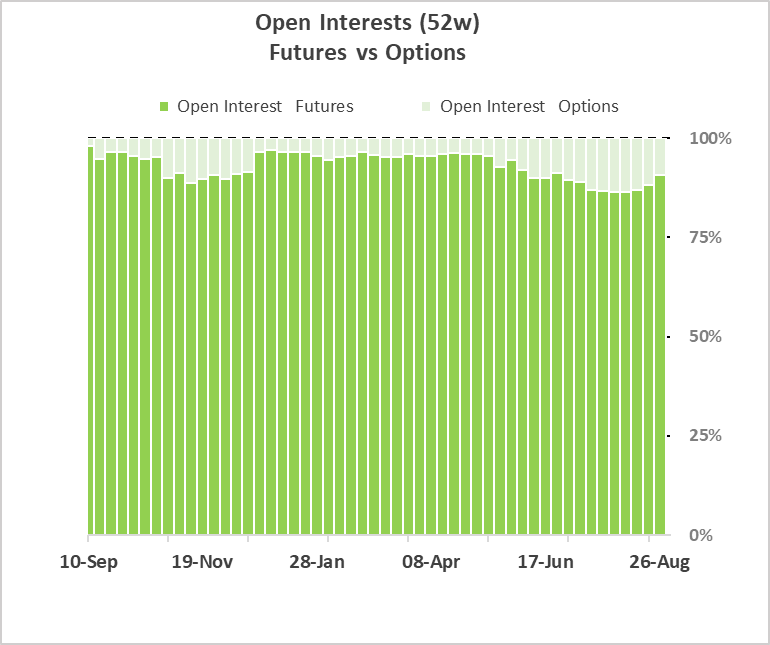 Open Interests (52w)
Futures vs Options
Open Interest Futures
Open Interest Options
100%
75%
50%
25%
0%
10-Sep
19-Nov
28-Jan
08-Apr
17-Jun
26-Aug